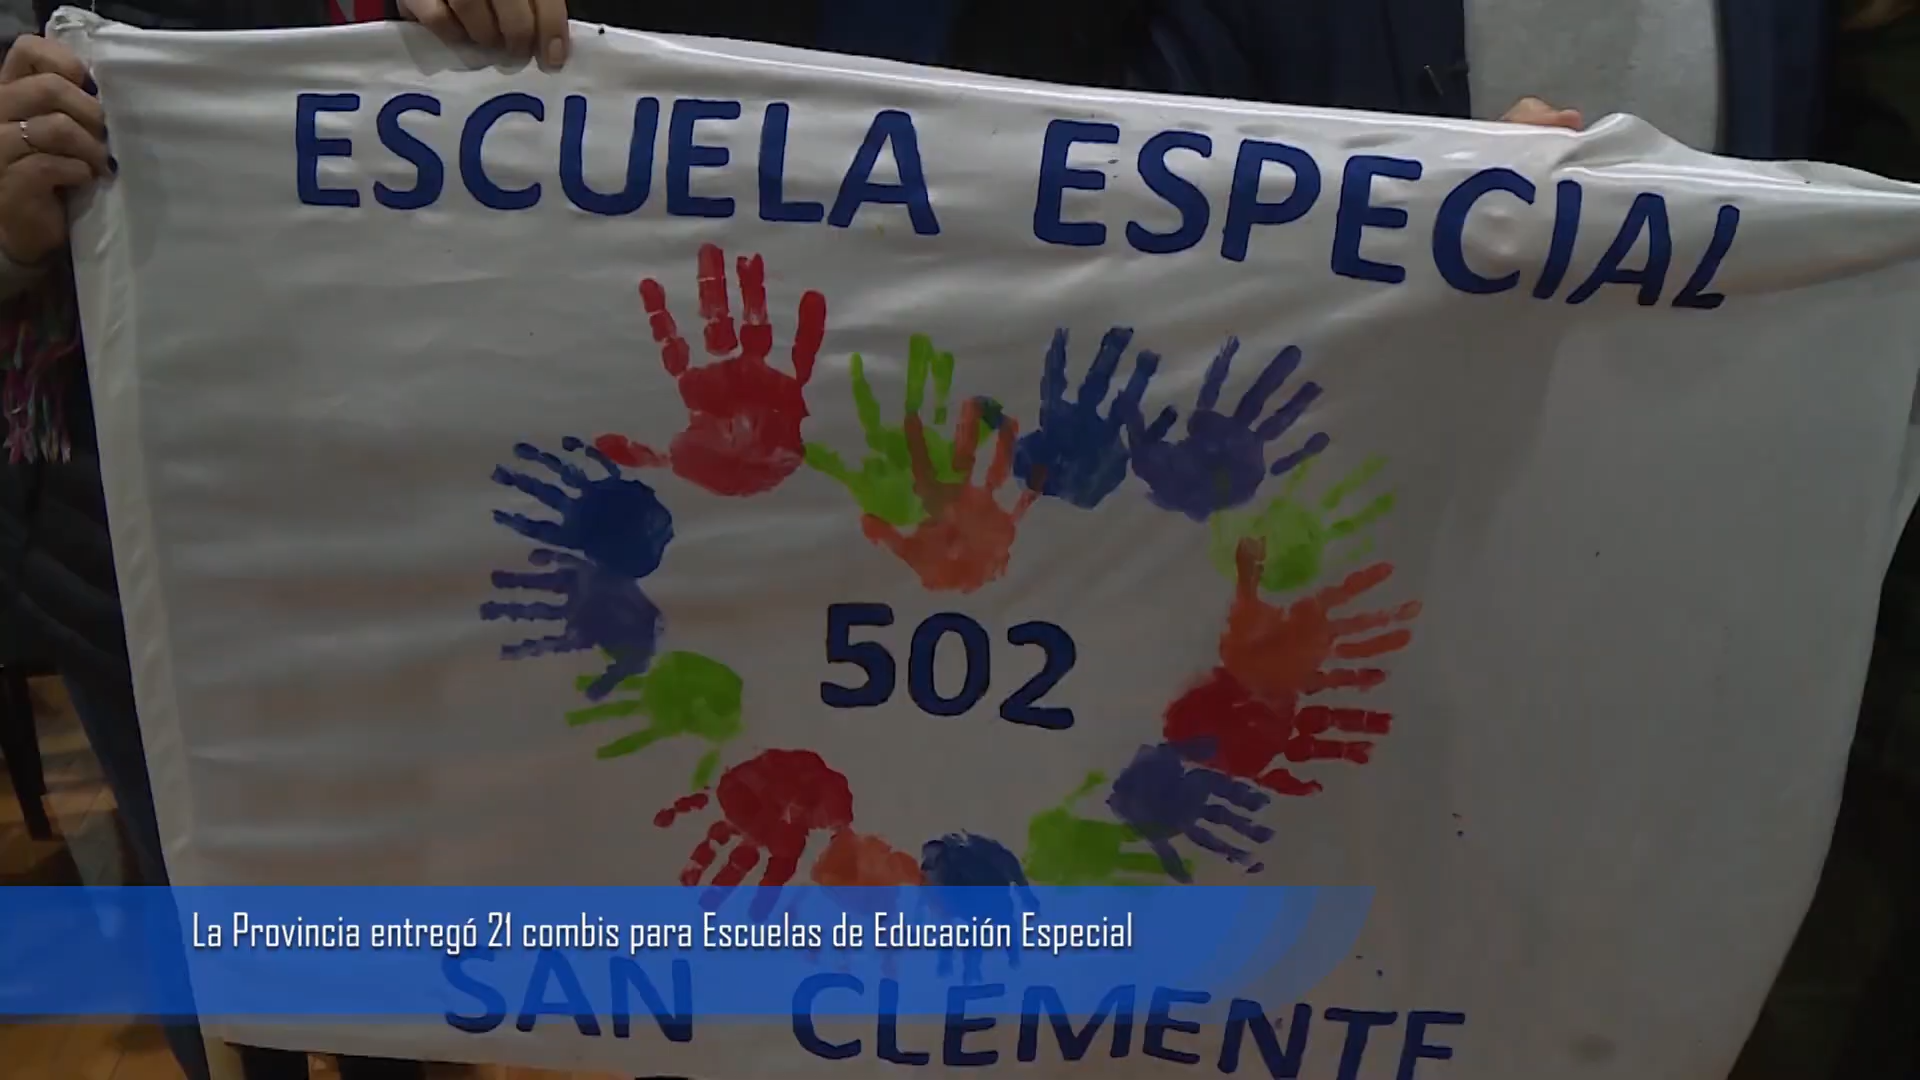 ESCUELA ESPECIAL
502
La Provincia entregó 21 combis para Escuelas de Educación Especial
SAN CLEMENTE